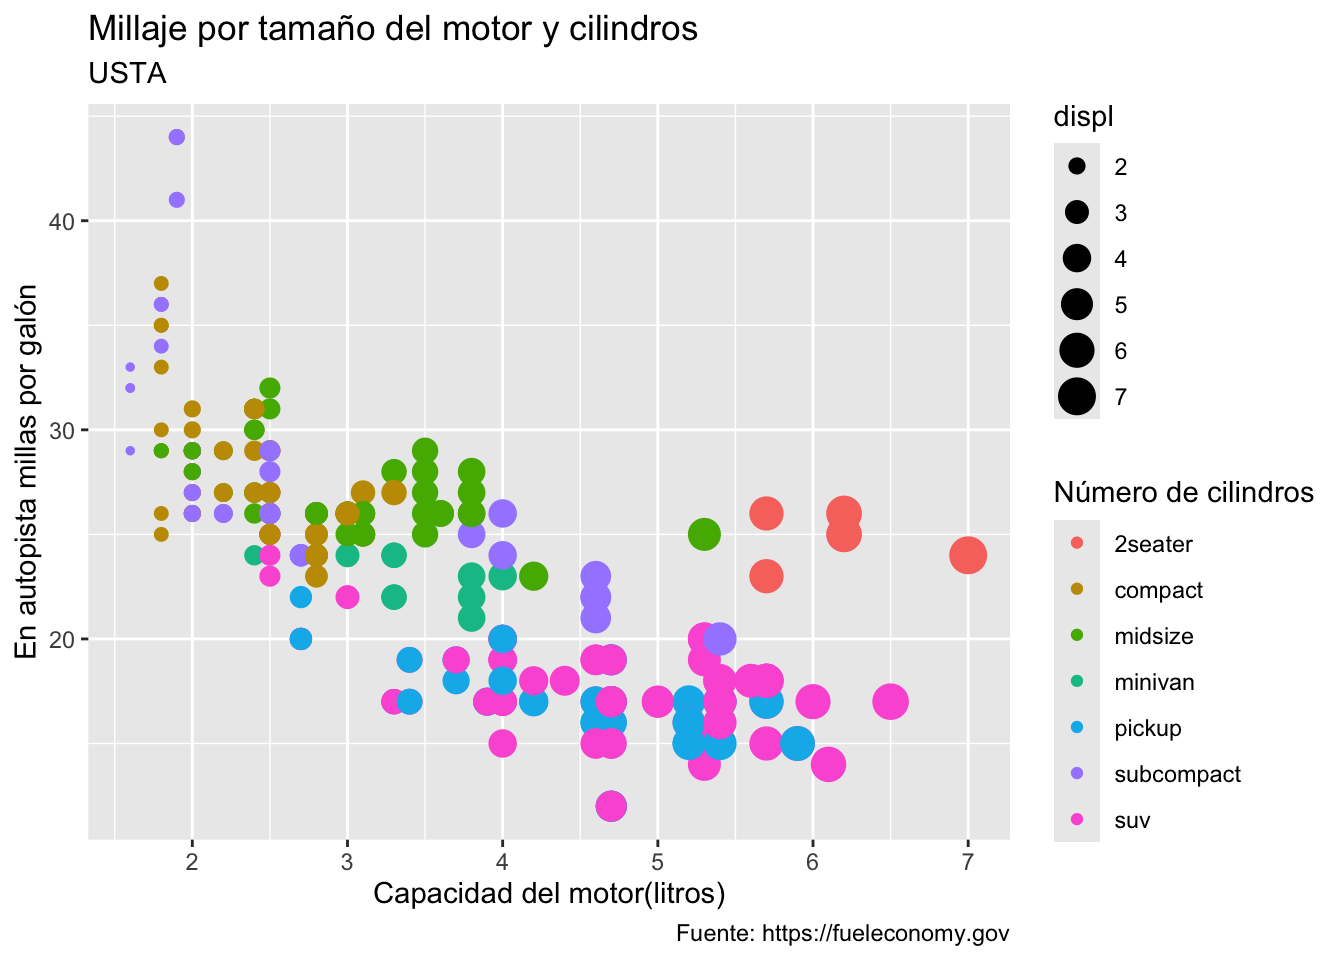 Millaje por tamaño del motor y cilindros
USTA
En autopista millas por galón
40
30
20
2 3 4 5 6 7
Capacidad del motor(litros)
Fuente: https://fueleconomy.gov
displ
2
3
4
5
6
7
Número de cilindros
2seater
compact
midsize
minivan
pickup
subcompact
suv